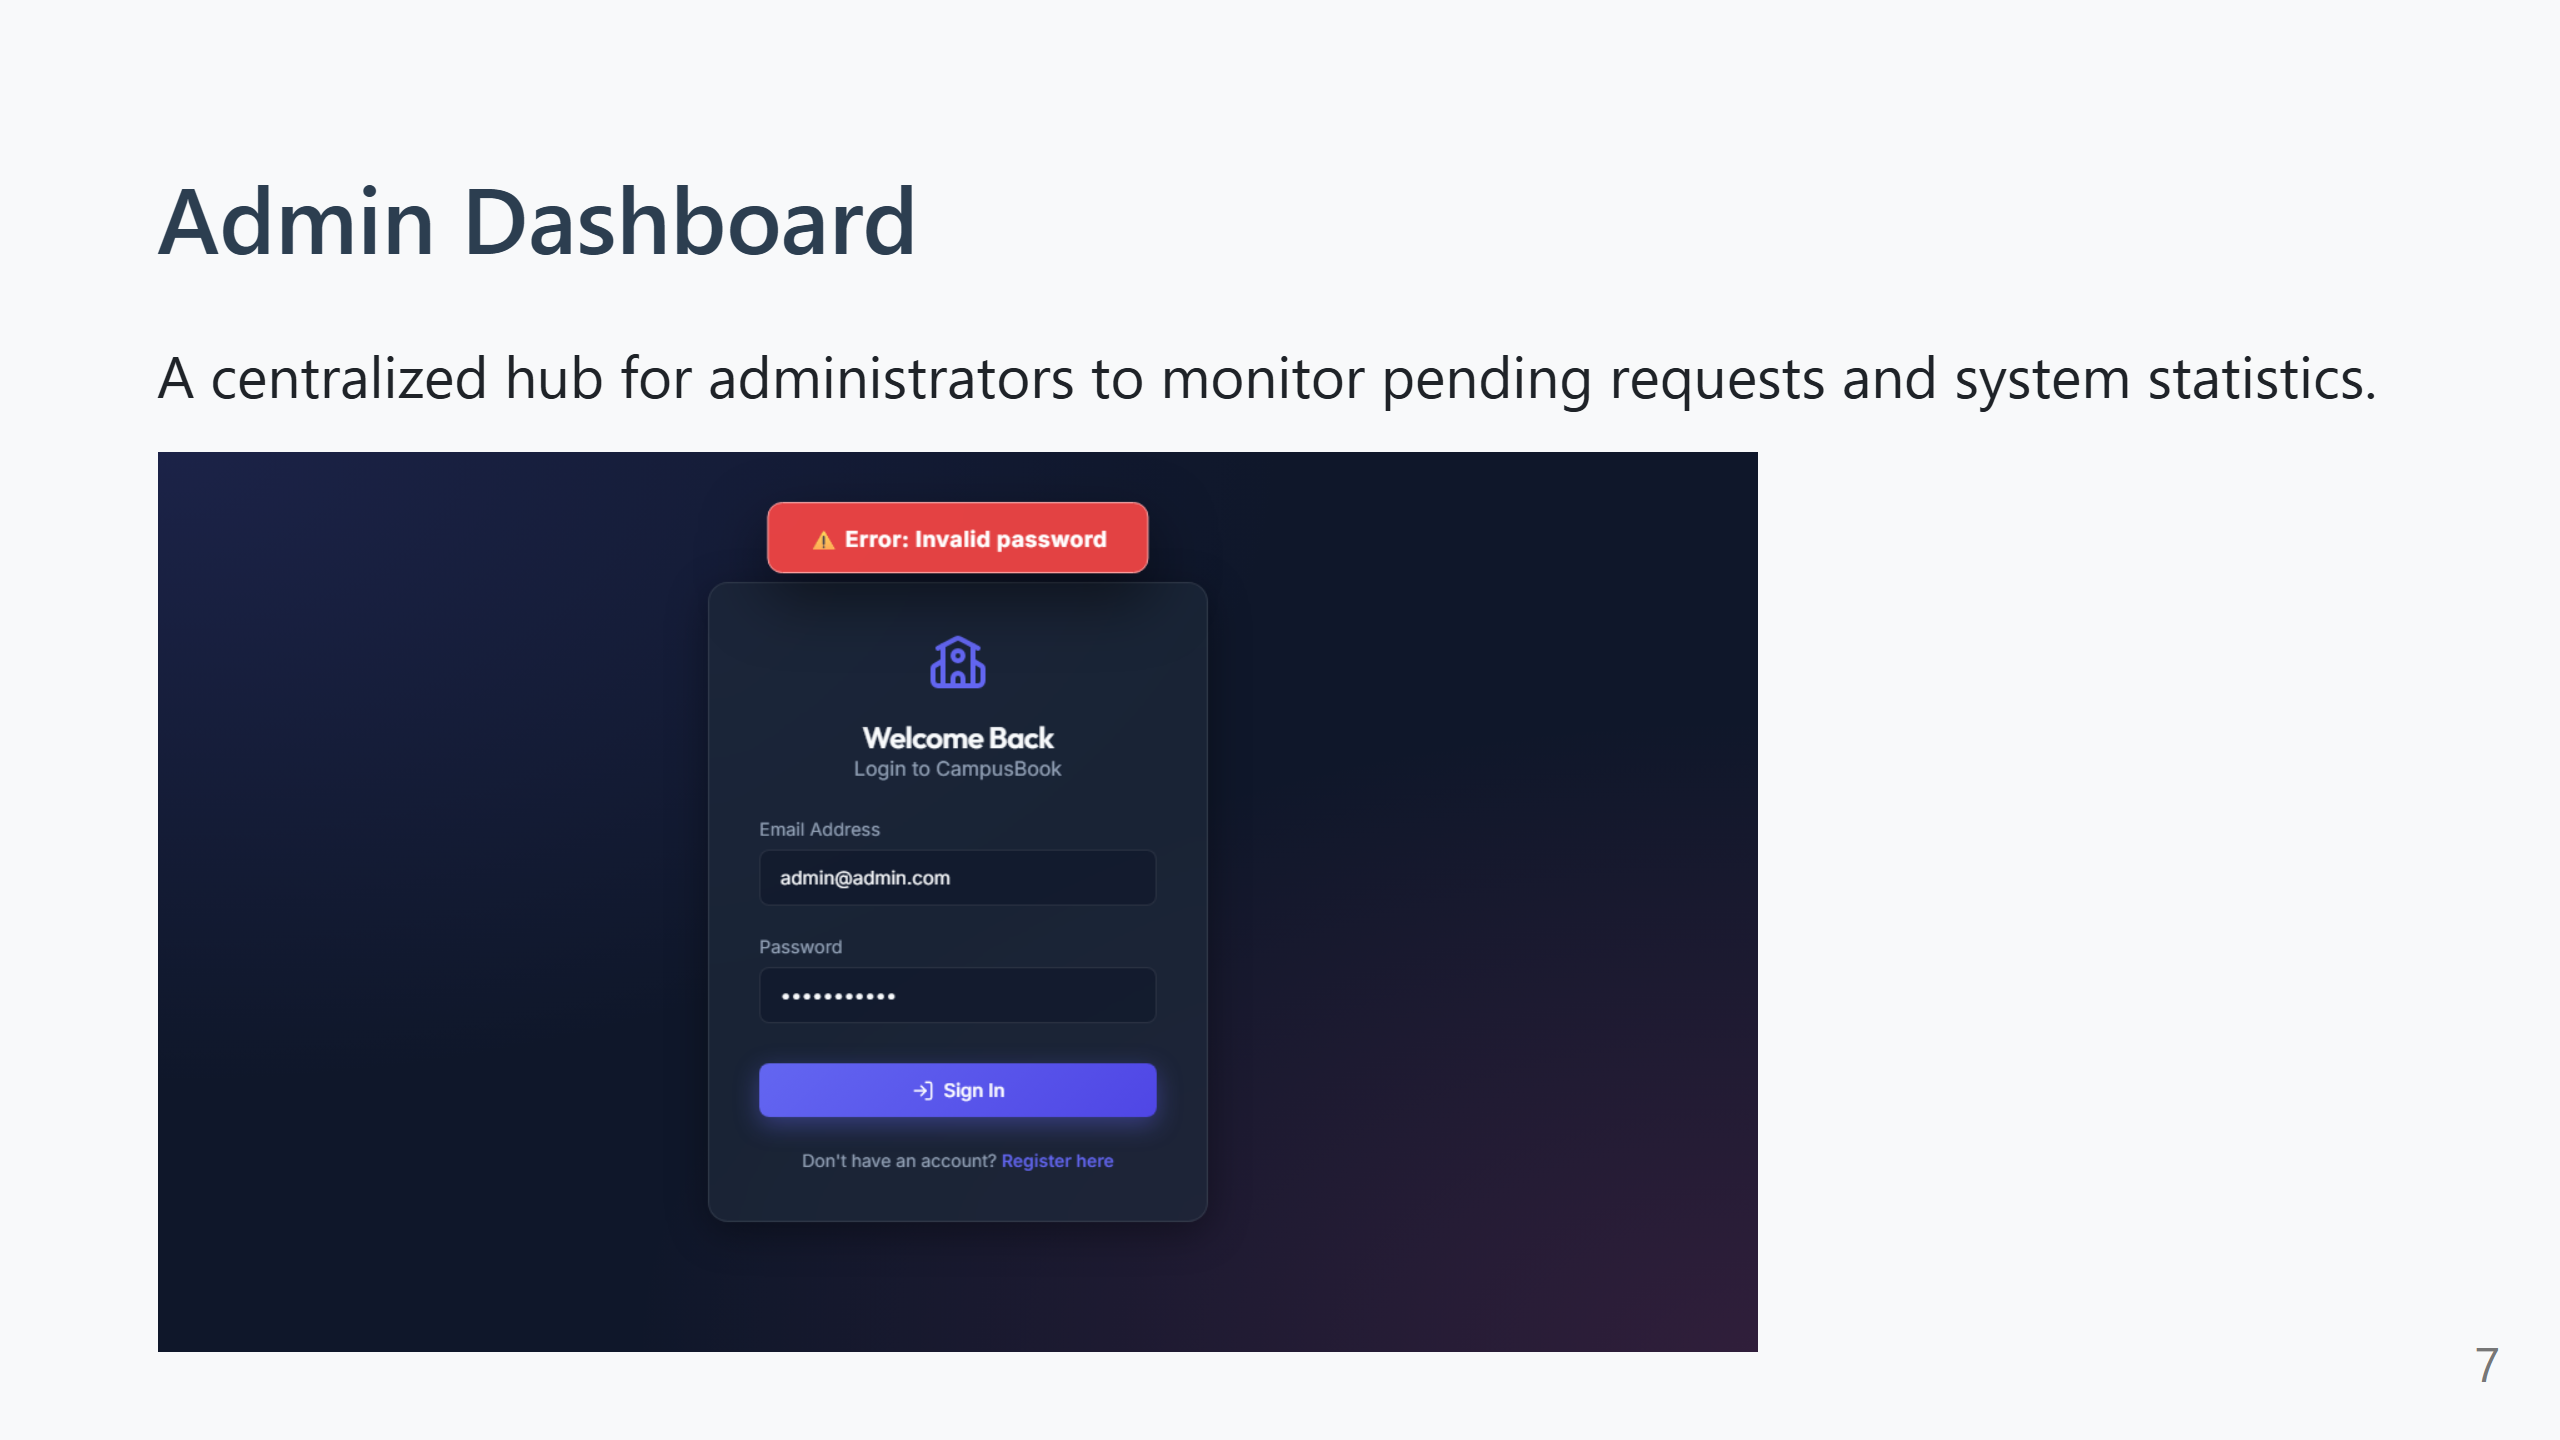 Admin Dashboard
A centralized hub for administrators to monitor pending requests and system statistics.
⚠ Error: Invalid password
Welcome Back
Login to CampusBook
Email Address
admin@admin.com
Password
•••••••••••
Sign In
Don't have an account? Register here
7